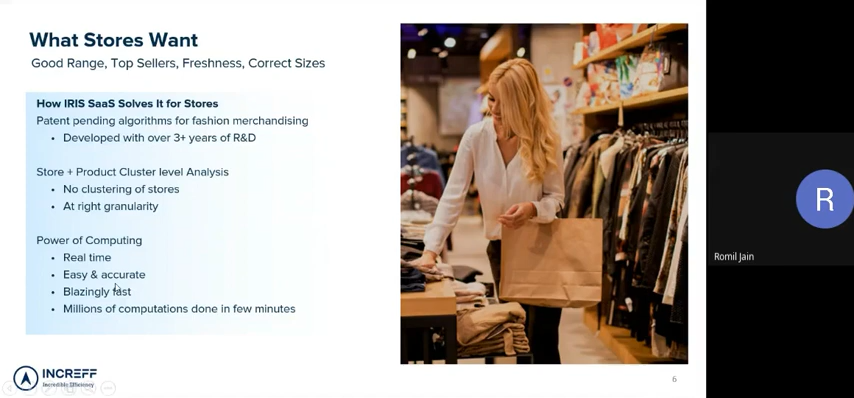 What Stores Want
Good Range, Top Sellers, Freshness, Correct Sizes
How IRIS SaaS Solves It for Stores
Patent pending algorithms for fashion merchandising
• Developed with over 3+ years of R&D
Store + Product Cluster level Analysis
• No clustering of stores
• At right granularity
Power of Computing
• Real time
• Easy & accurate
• Blazingly fast
• Millions of computations done in few minutes
INCREFF
Incredible Efficiency
6
R
Romil Jain